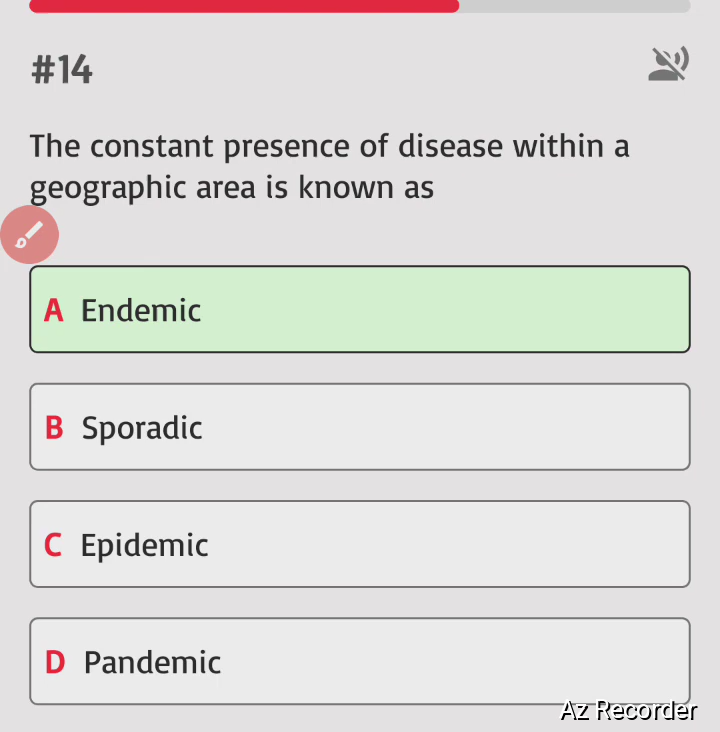 #14
The constant presence of disease within a
geographic area is known as
A Endemic
B Sporadic
C Epidemic
D Pandemic
Az Recorder